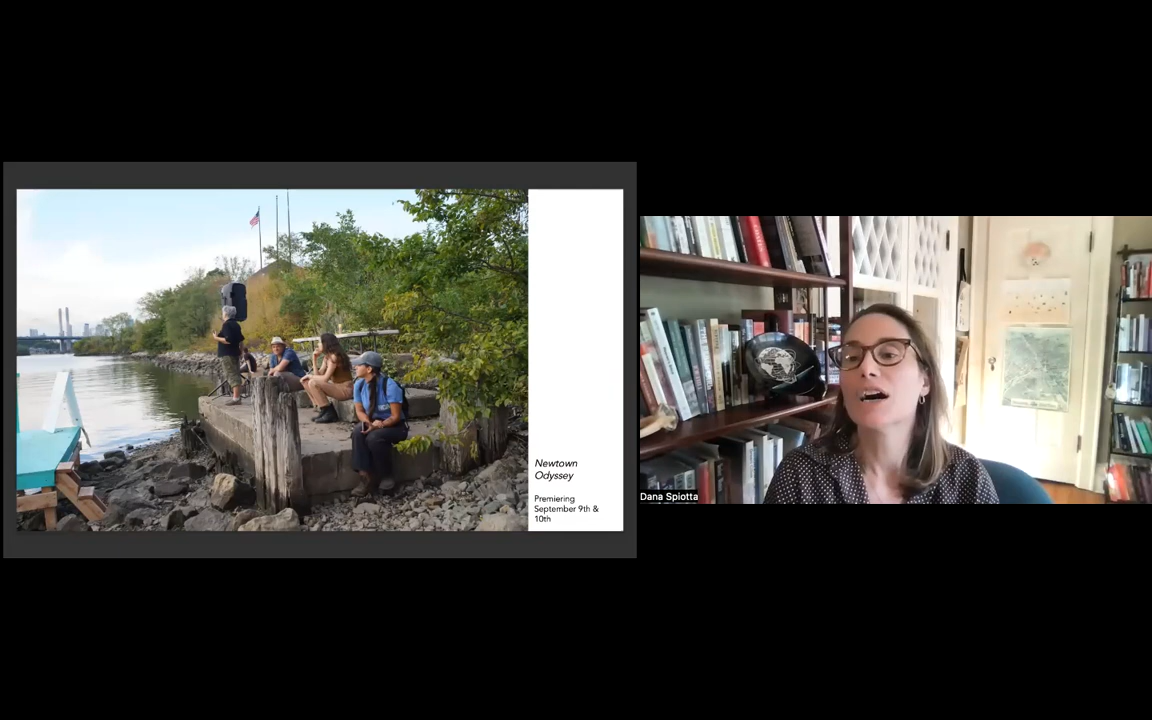 Newtown
Odyssey
Premiering
September 9th &
10th
Dana Spiotta